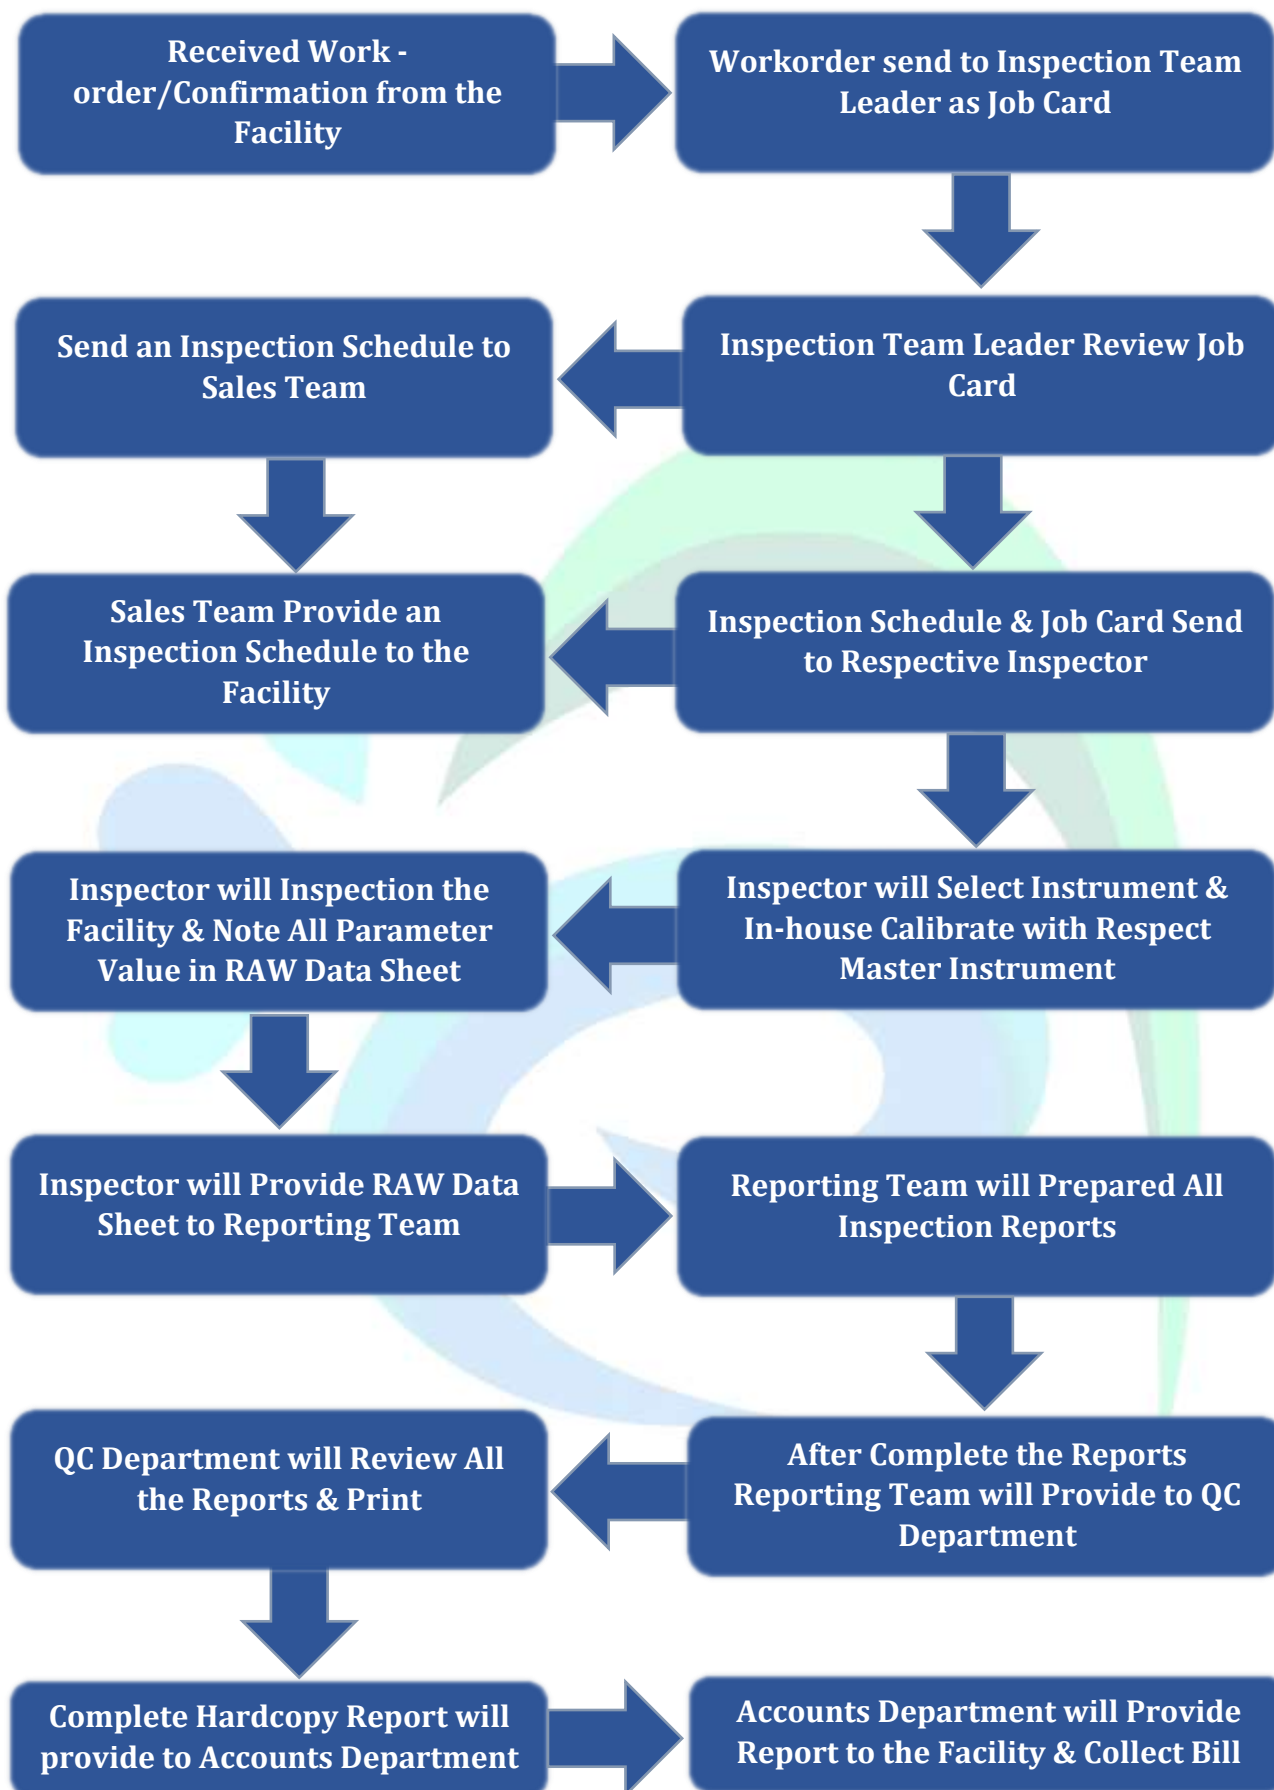 Received Work -
order/Confirmation from the
Facility
Workorder send to Inspection Team
Leader as Job Card
Send an Inspection Schedule to
Sales Team
Inspection Team Leader Review Job
Card
Sales Team Provide an
Inspection Schedule to the
Facility
Inspection Schedule & Job Card Send
to Respective Inspector
Inspector will Inspection the
Facility & Note All Parameter
Value in RAW Data Sheet
Inspector will Select Instrument &
In-house Calibrate with Respect
Master Instrument
Inspector will Provide RAW Data
Sheet to Reporting Team
Reporting Team will Prepared All
Inspection Reports
QC Department will Review All
the Reports & Print
After Complete the Reports
Reporting Team will Provide to QC
Department
Complete Hardcopy Report will
provide to Accounts Department
Accounts Department will Provide
Report to the Facility & Collect Bill